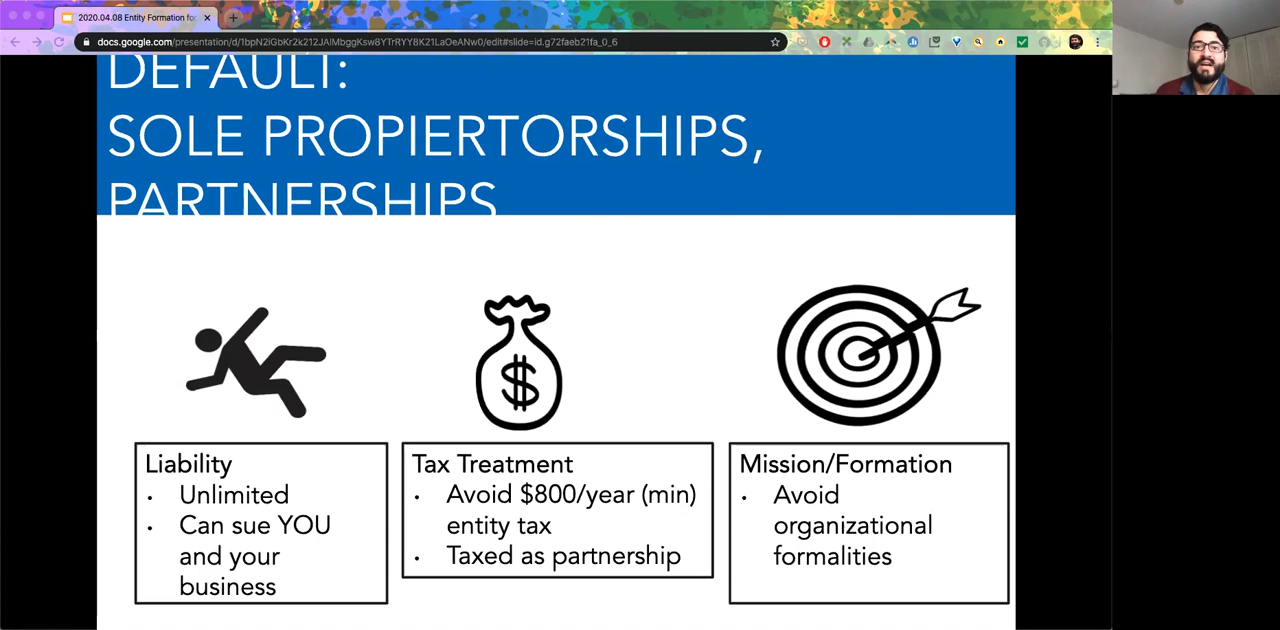 2020.04.08 Entity Formation for
docs.google.com/presentation/d/1bpN2iGbKr2k212JAlMbggKsw8YTrRYY8K21LaOeANw0/edit#slide=id.g72faeb21fa_0_6
DEFAULT:
SOLE PROPIERTORSHIPS,
PARTNERSHIPS
$
Liability
· Unlimited
· Can sue YOU
and your
business
Tax Treatment
· Avoid $800/year (min)
entity tax
· Taxed as partnership
Mission/Formation
· Avoid
organizational
formalities